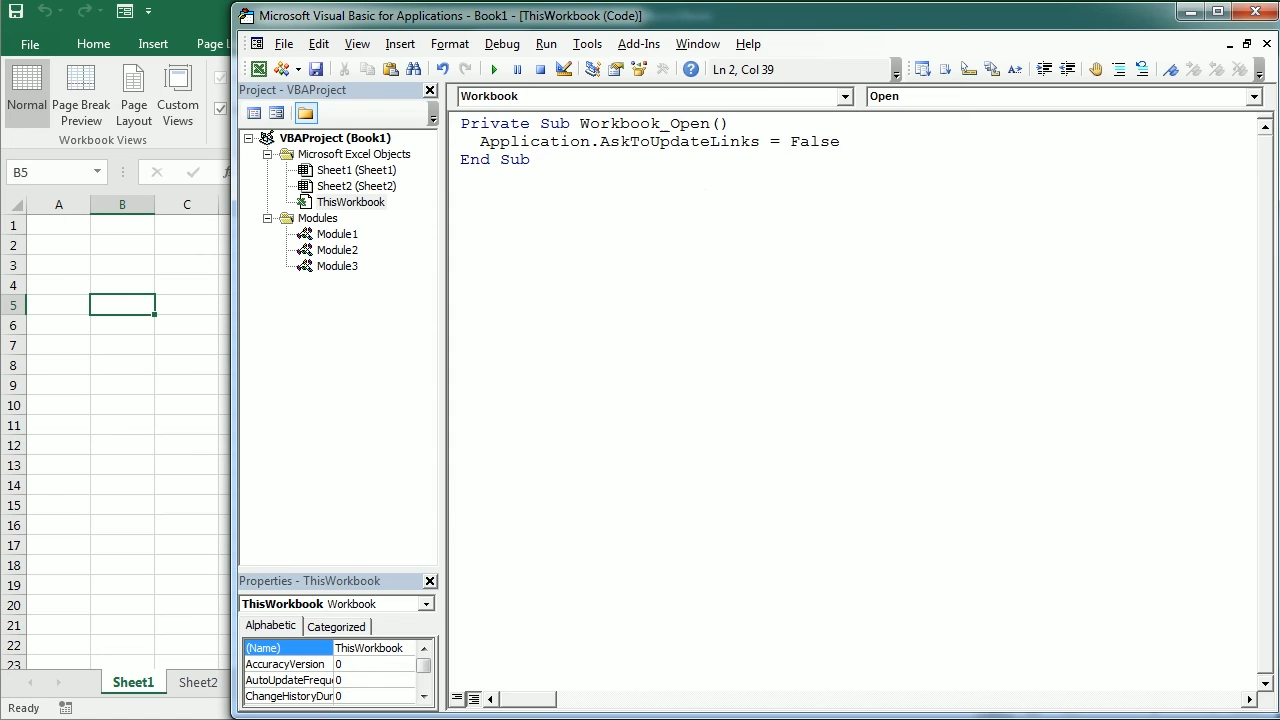 File
Home
Insert
Page L
Normal
Page Break
Preview
Page
Layout
Custom
Views
Workbook Views
B5
A
B
C
1
2
3
4
5
6
7
8
9
10
11
12
13
14
15
16
17
18
19
20
21
22
23
Sheet1
Sheet2
Ready
Microsoft Visual Basic for Applications - Book1 - [ThisWorkbook (Code)]
File Edit View Insert Format Debug Run Tools Add-Ins Window Help
Ln 2, Col 39
Project - VBAProject
VBAProject (Book1)
Microsoft Excel Objects
Sheet1 (Sheet1)
Sheet2 (Sheet2)
ThisWorkbook
Modules
Module1
Module2
Module3
Properties - ThisWorkbook
ThisWorkbook Workbook
Alphabetic
Categorized
(Name) ThisWorkbook
AccuracyVersion 0
AutoUpdateFrequ 0
ChangeHistoryDur 0
Workbook
Open
Private Sub Workbook_Open()
Application.AskToUpdateLinks = False
End Sub